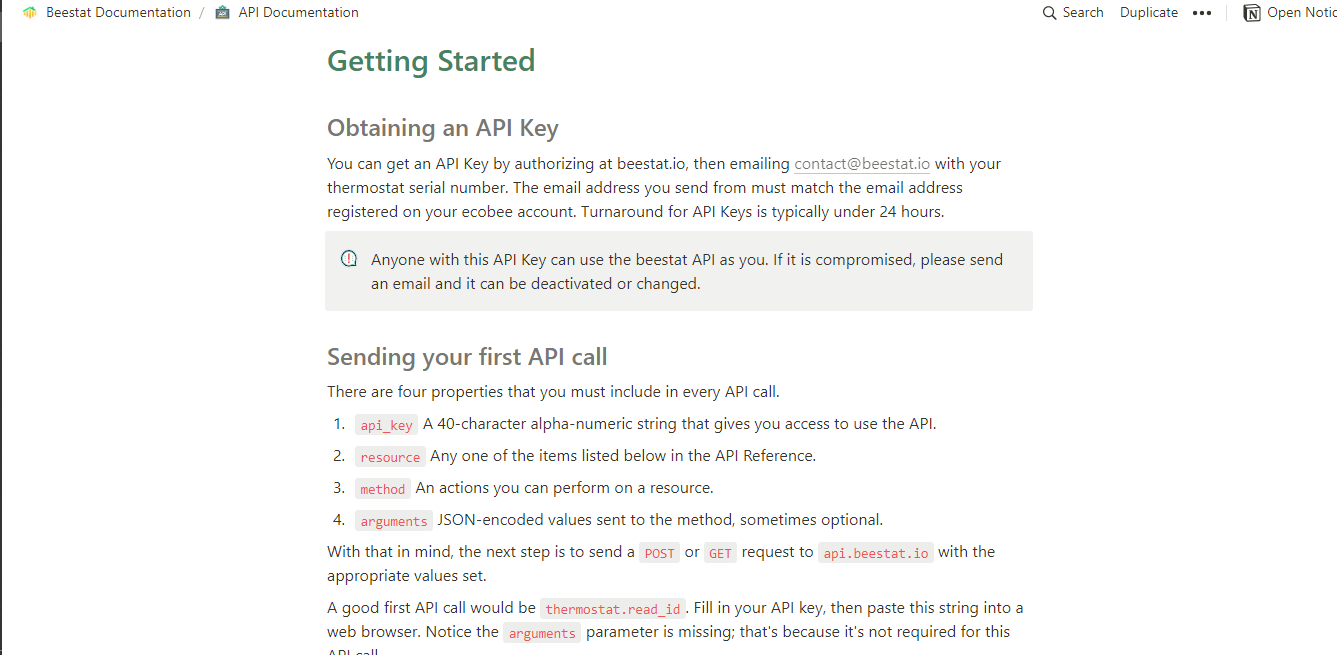 Beestat Documentation / API Documentation Search Duplicate ••• Open Notic
Getting Started
Obtaining an API Key
You can get an API Key by authorizing at beestat.io, then emailing contact@beestat.io with your
thermostat serial number. The email address you send from must match the email address
registered on your ecobee account. Turnaround for API Keys is typically under 24 hours.
Anyone with this API Key can use the beestat API as you. If it is compromised, please send
an email and it can be deactivated or changed.
Sending your first API call
There are four properties that you must include in every API call.
1. api_key A 40-character alpha-numeric string that gives you access to use the API.
2. resource Any one of the items listed below in the API Reference.
3. method An actions you can perform on a resource.
4. arguments JSON-encoded values sent to the method, sometimes optional.
With that in mind, the next step is to send a POST or GET request to api.beestat.io with the
appropriate values set.
A good first API call would be thermostat.read_id. Fill in your API key, then paste this string into a
web browser. Notice the arguments parameter is missing; that's because it's not required for this
API call